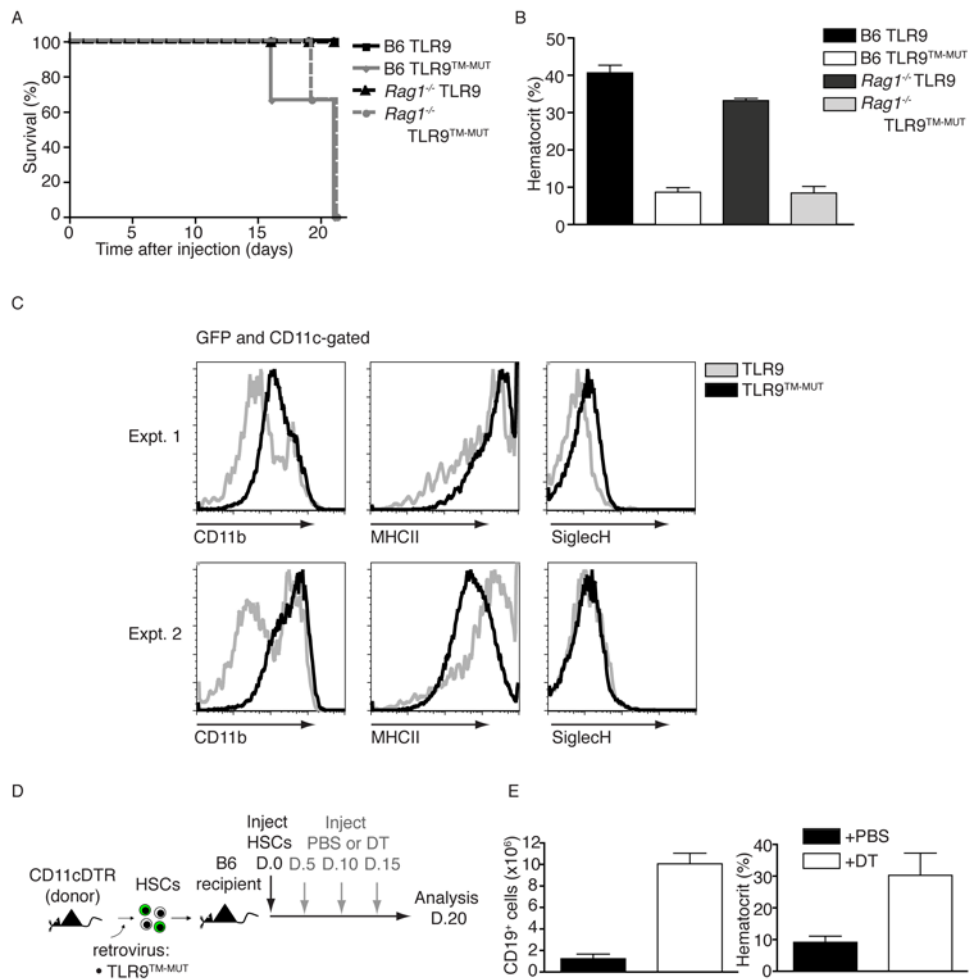 A
Survival (%)
100
80
60
40
20
0
0 5 10 15 20
Time after injection (days)
B6 TLR9
B6 TLR9TM-MUT
Rag1-/- TLR9
Rag1-/-
TLR9TM-MUT
B
Hematocrit (%)
50
40
30
20
10
0
B6 TLR9
B6 TLR9TM-MUT
Rag1-/- TLR9
Rag1-/-
TLR9TM-MUT
C
GFP and CD11c-gated
TLR9
TLR9TM-MUT
Expt. 1
CD11b MHCII SiglecH
Expt. 2
CD11b MHCII SiglecH
D
CD11cDTR
(donor)
HSCs
retrovirus:
• TLR9TM-MUT
B6
recipient
Inject
HSCs
D.0
Inject
PBS or DT
D.5 D.10 D.15
Analysis
D.20
E
CD19+ cells (x10⁶)
12
10
8
6
4
2
0
Hematocrit (%)
40
30
20
10
0
+PBS
+DT